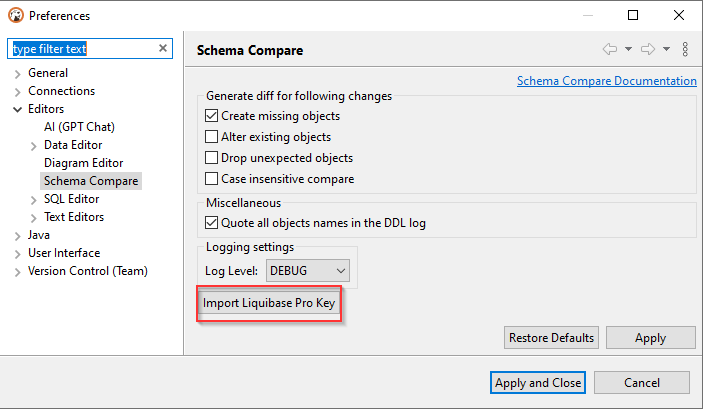 Preferences
type filter text
General
Connections
Editors
AI (GPT Chat)
Data Editor
Diagram Editor
Schema Compare
SQL Editor
Text Editors
Java
User Interface
Version Control (Team)
Schema Compare
Schema Compare Documentation
Generate diff for following changes
Create missing objects
Alter existing objects
Drop unexpected objects
Case insensitive compare
Miscellaneous
Quote all objects names in the DDL log
Logging settings
Log Level: DEBUG
Import Liquibase Pro Key
Restore Defaults Apply
Apply and Close Cancel